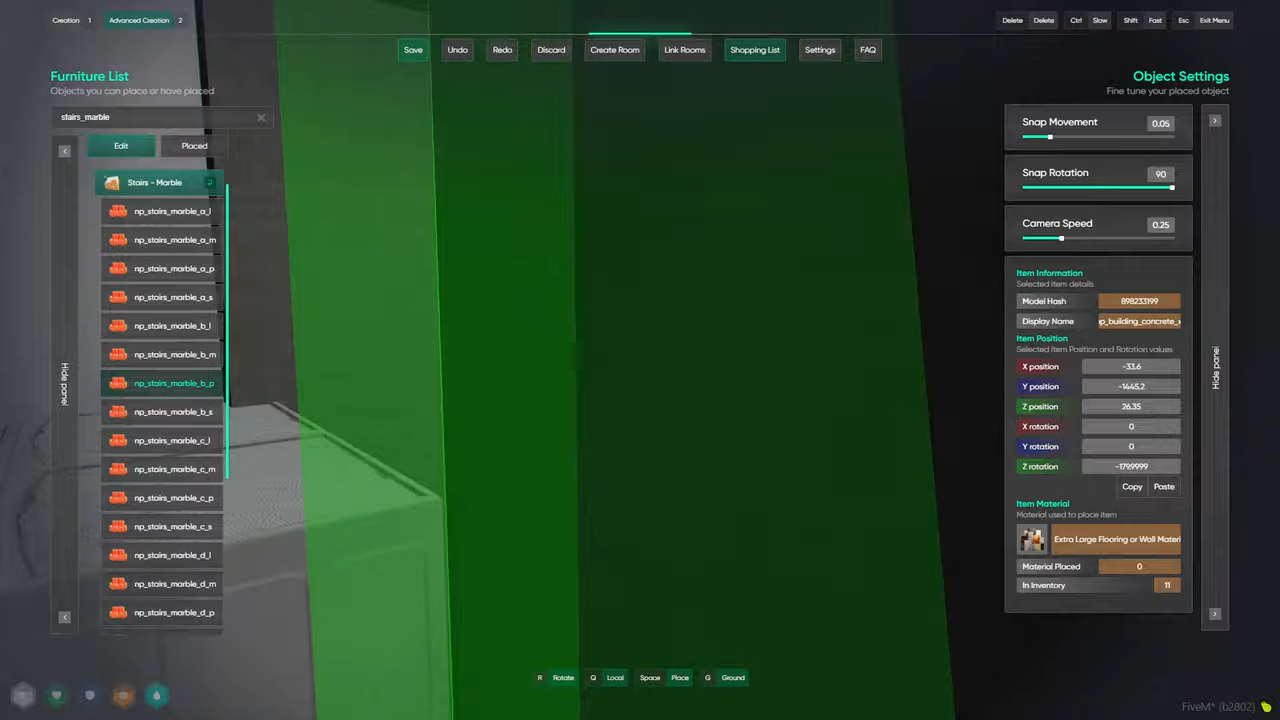 Creation 1 Advanced Creation 2
Delete Delete Ctrl Slow Shift Fast Esc Exit Menu
Save Undo Redo Discard Create Room Link Rooms Shopping List Settings FAQ
Furniture List
Objects you can place or have placed
stairs_marble
Edit Placed
Stairs - Marble
np_stairs_marble_a_l
np_stairs_marble_a_m
np_stairs_marble_a_p
np_stairs_marble_a_s
np_stairs_marble_b_l
np_stairs_marble_b_m
np_stairs_marble_b_p
np_stairs_marble_b_s
np_stairs_marble_c_l
np_stairs_marble_c_m
np_stairs_marble_c_p
np_stairs_marble_c_s
np_stairs_marble_d_l
np_stairs_marble_d_m
np_stairs_marble_d_p
Hide panel
Object Settings
Fine tune your placed object
Snap Movement 0.05
Snap Rotation 90
Camera Speed 0.25
Item Information
Selected item details
Model Hash 898233199
Display Name p_building_concrete_x
Item Position
Selected Item Position and Rotation values
X position -33.6
Y position -1445.2
Z position 26.35
X rotation 0
Y rotation 0
Z rotation -179.9999
Copy Paste
Item Material
Material used to place item
Extra Large Flooring or Wall Materi
Material Placed 0
In Inventory 11
Hide panel
R Rotate Q Local Space Place G Ground
FiveM* (b2802)